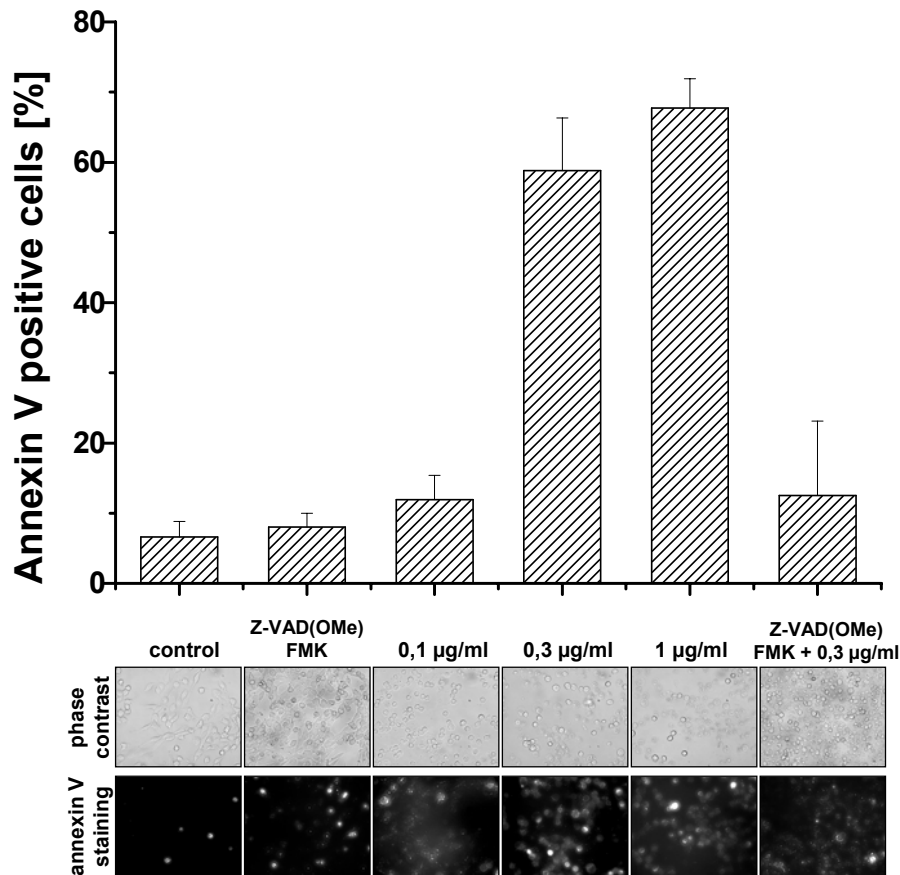 Annexin V positive cells [%]
80
60
40
20
0
control
Z-VAD(OMe)
FMK
0,1 µg/ml
0,3 µg/ml
1 µg/ml
Z-VAD(OMe)
FMK + 0,3 µg/ml
phase
contrast
annexin V
staining